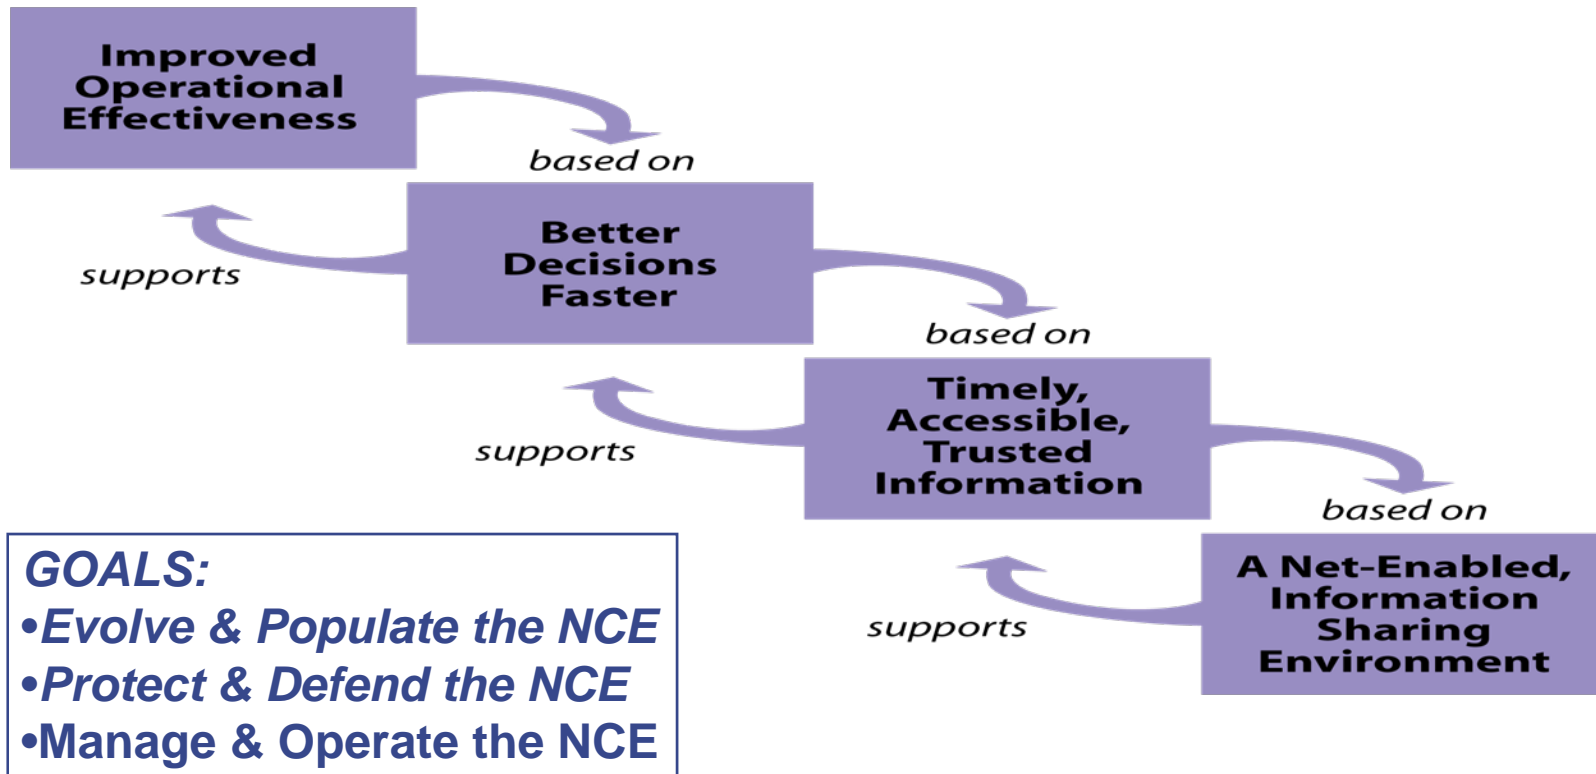 Improved
Operational
Effectiveness
based on
supports
Better
Decisions
Faster
based on
supports
Timely,
Accessible,
Trusted
Information
based on
supports
A Net-Enabled,
Information
Sharing
Environment
GOALS:
•Evolve & Populate the NCE
•Protect & Defend the NCE
•Manage & Operate the NCE